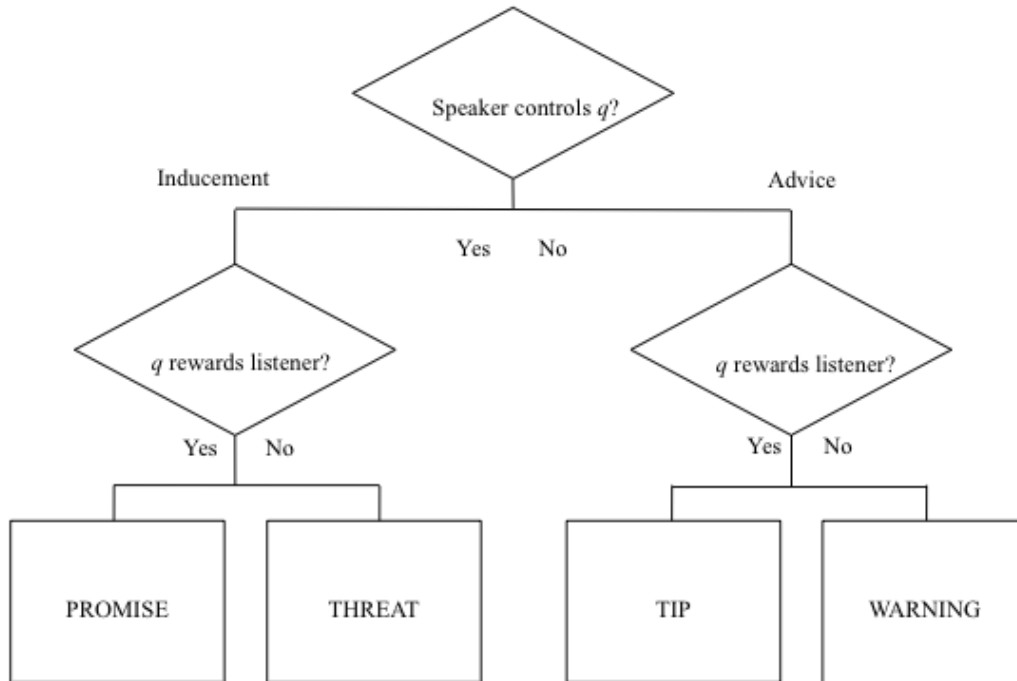 Speaker controls q?
Inducement
Advice
Yes
No
q rewards listener?
q rewards listener?
Yes
No
Yes
No
PROMISE
THREAT
TIP
WARNING